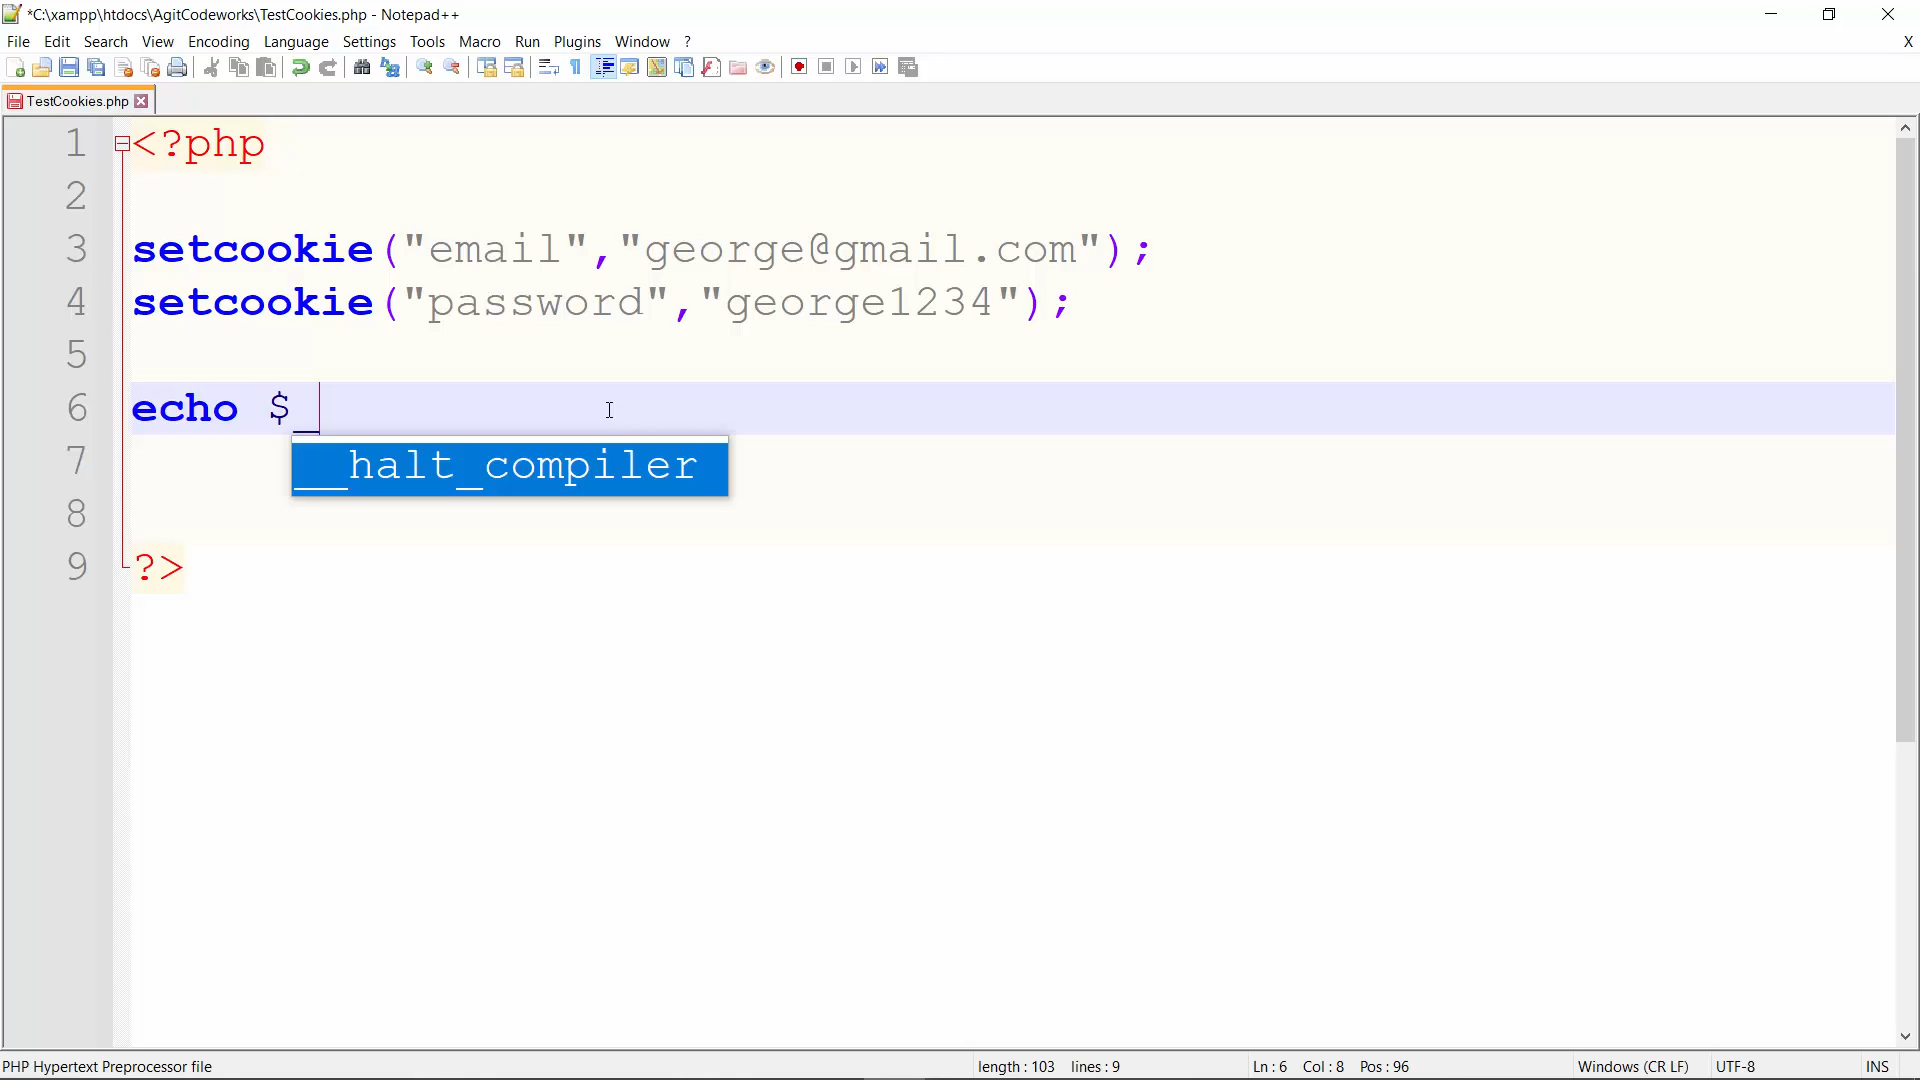 *C:\xampp\htdocs\AgitCodeworks\TestCookies.php - Notepad++
File Edit Search View Encoding Language Settings Tools Macro Run Plugins Window ? X
TestCookies.php
1 <?php
2
3 setcookie("email","george@gmail.com");
4 setcookie("password","george1234");
5
6 echo $_
__halt_compiler
7
8
9 ?>
PHP Hypertext Preprocessor file length : 103 lines : 9 Ln : 6 Col : 8 Pos : 96 Windows (CR LF) UTF-8 INS